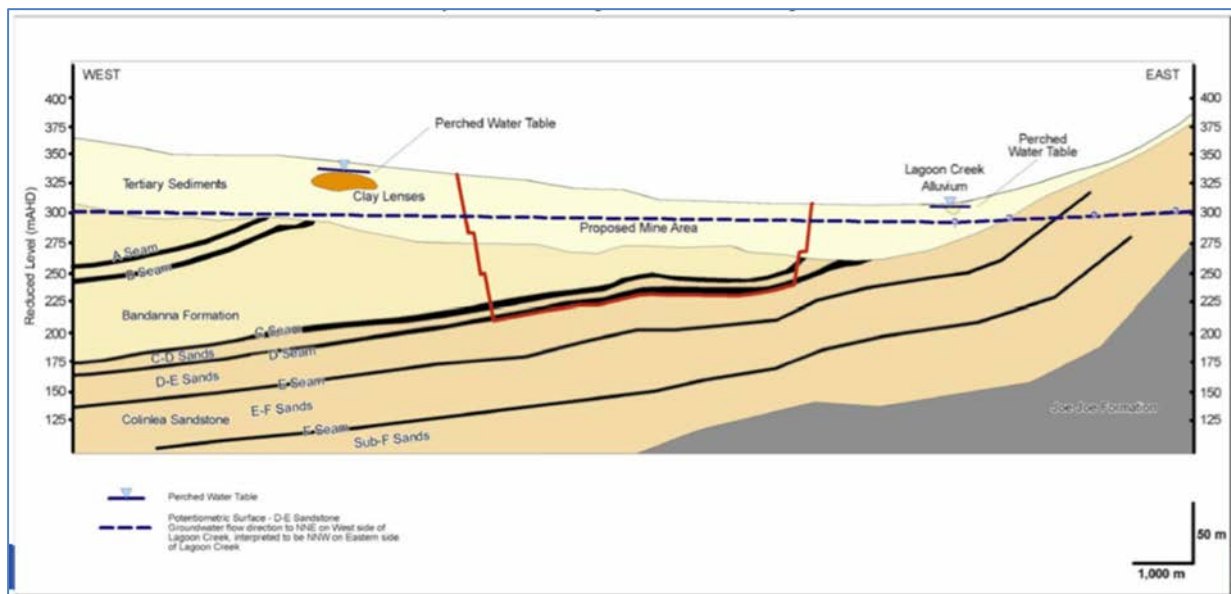 WEST
EAST
400
375
350
325
300
275
250
225
200
175
150
125
Reduced Level (mAHD)
400
375
350
325
300
275
250
225
200
175
150
125
Perched Water Table
Perched
Water Table
Lagoon Creek
Alluvium
Tertiary Sediments
Clay Lenses
Proposed Mine Area
A Seam
B Seam
Bandanna Formation
C Seam
C-D Sands
D Seam
D-E Sands
E Seam
E-F Sands
Colinlea Sandstone
F Seam
Sub-F Sands
Joe Joe Formation
Perched Water Table
Potentiometric Surface - D-E Sandstone
Groundwater flow direction to NNE on West side of
Lagoon Creek, interpreted to be NNW on Eastern side
of Lagoon Creek
50 m
1,000 m